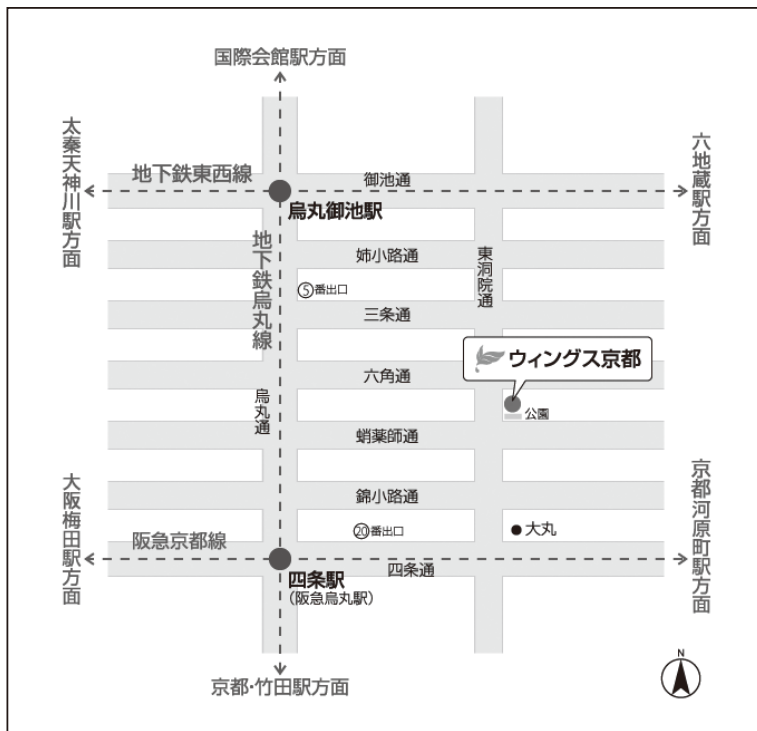 国際会館駅方面
太秦天神川駅方面
地下鉄東西線
御池通
六地蔵駅方面
烏丸御池駅
地下鉄烏丸線
姉小路通
東洞院通
⑤番出口
三条通
ウィングス京都
六角通
烏丸通
公園
蛸薬師通
錦小路通
大阪梅田駅方面
京都河原町駅方面
⑳番出口
大丸
阪急京都線
四条通
四条駅
(阪急烏丸駅)
京都・竹田駅方面
N